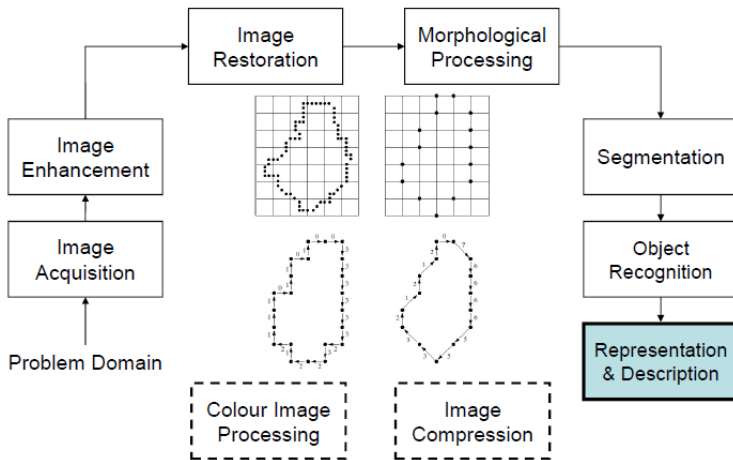 Image
Restoration
Morphological
Processing
Image
Enhancement
Segmentation
Image
Acquisition
Object
Recognition
Problem Domain
Representation
& Description
Colour Image
Processing
Image
Compression